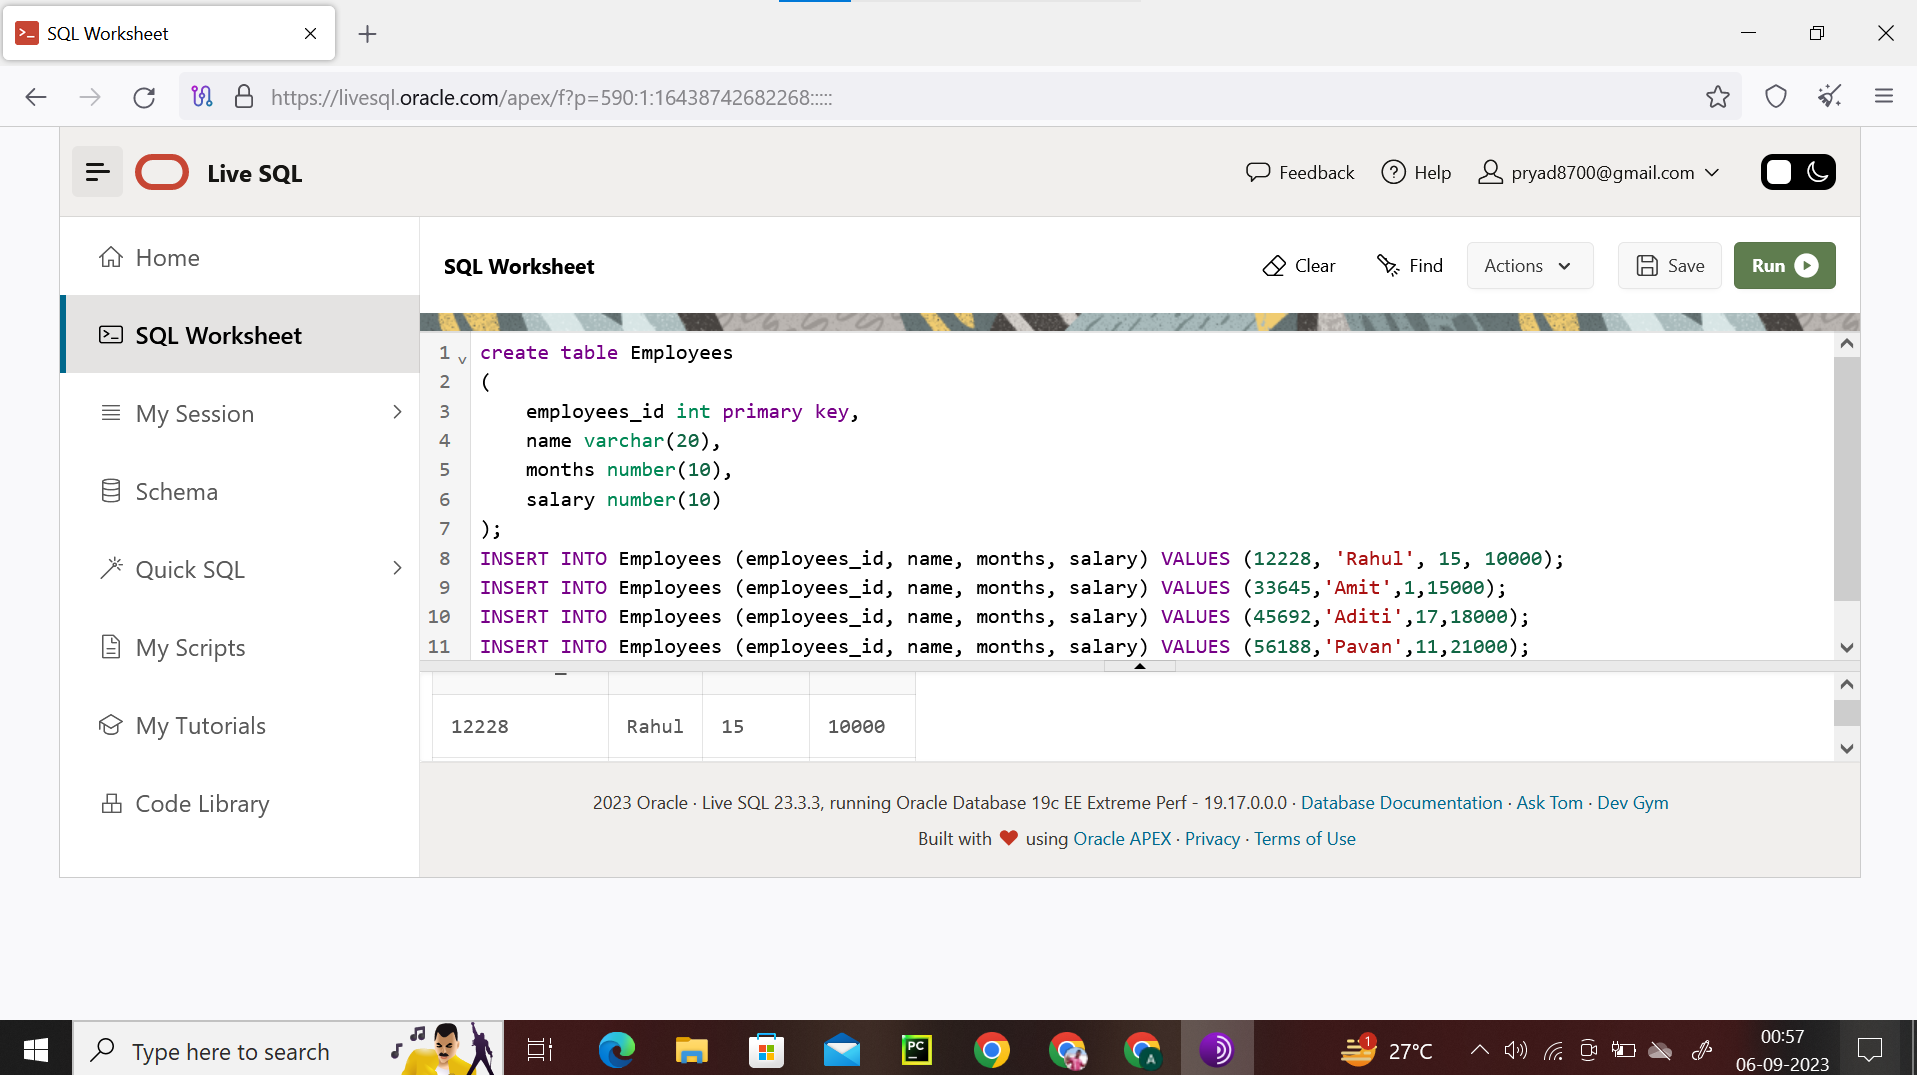 SQL Worksheet
https://livesql.oracle.com/apex/f?p=590:1:16438742682268:::::
Live SQL
Feedback
Help
pryad8700@gmail.com
Home
SQL Worksheet
My Session
Schema
Quick SQL
My Scripts
My Tutorials
Code Library
SQL Worksheet
Clear
Find
Actions
Save
Run
1 create table Employees
2 (
3 employees_id int primary key,
4 name varchar(20),
5 months number(10),
6 salary number(10)
7 );
8 INSERT INTO Employees (employees_id, name, months, salary) VALUES (12228, 'Rahul', 15, 10000);
9 INSERT INTO Employees (employees_id, name, months, salary) VALUES (33645,'Amit',1,15000);
10 INSERT INTO Employees (employees_id, name, months, salary) VALUES (45692,'Aditi',17,18000);
11 INSERT INTO Employees (employees_id, name, months, salary) VALUES (56188,'Pavan',11,21000);
12228 Rahul 15 10000
2023 Oracle · Live SQL 23.3.3, running Oracle Database 19c EE Extreme Perf - 19.17.0.0.0 · Database Documentation · Ask Tom · Dev Gym
Built with ❤ using Oracle APEX · Privacy · Terms of Use
Type here to search
PC
A
1
27°C
00:57
06-09-2023